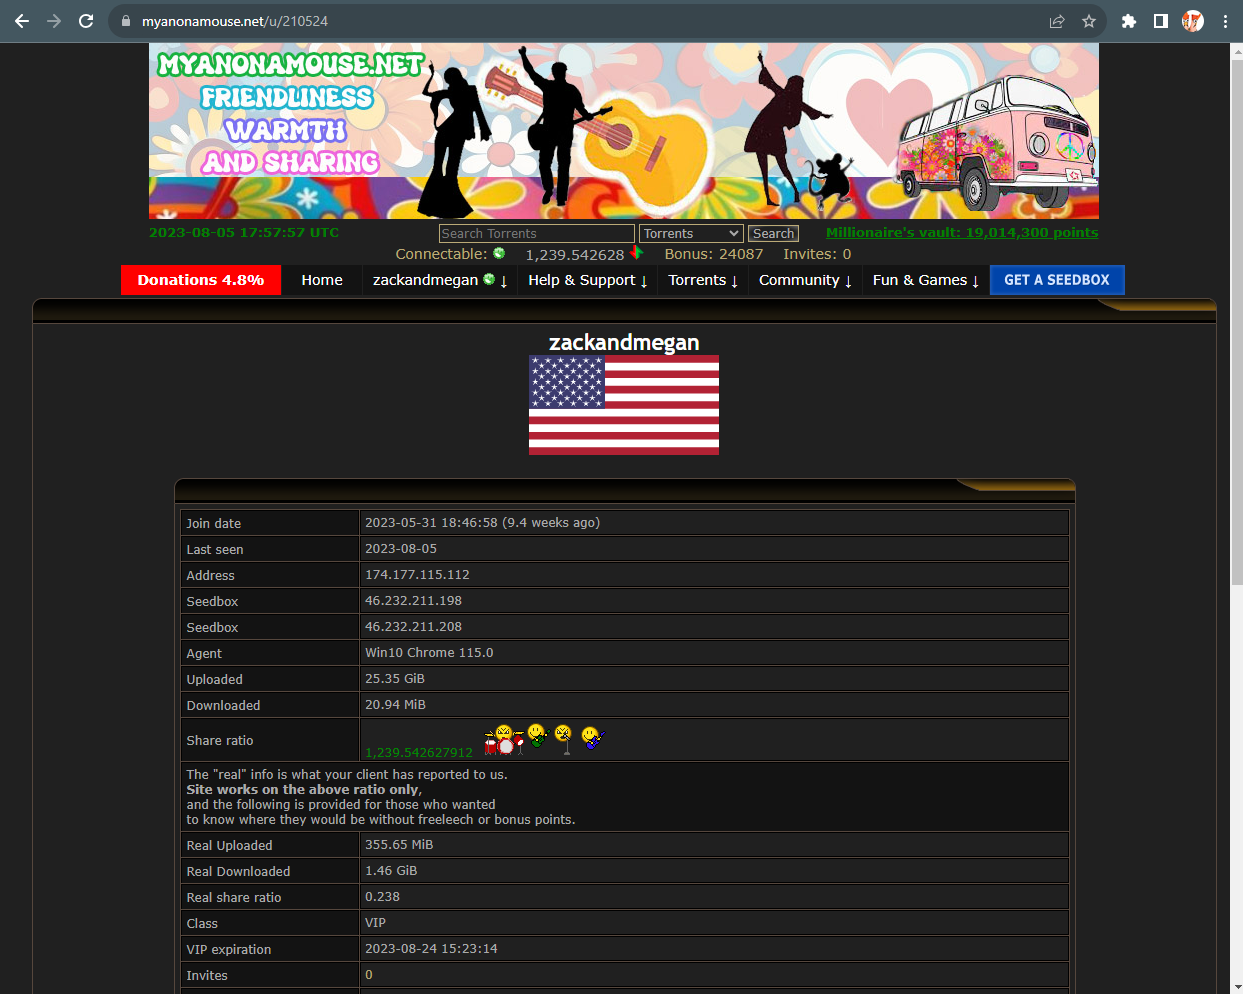 myanonamouse.net/u/210524
MYANONAMOUSE.NET
FRIENDLINESS
WARMTH
AND SHARING
2023-08-05 17:57:57 UTC
Search Torrents
Torrents
Search
Millionaire's vault: 19,014,300 points
Connectable: 1,239.542628 Bonus: 24087 Invites: 0
Donations 4.8% Home zackandmegan ↓ Help & Support ↓ Torrents ↓ Community ↓ Fun & Games ↓ GET A SEEDBOX
zackandmegan
Join date 2023-05-31 18:46:58 (9.4 weeks ago)
Last seen 2023-08-05
Address 174.177.115.112
Seedbox 46.232.211.198
Seedbox 46.232.211.208
Agent Win10 Chrome 115.0
Uploaded 25.35 GiB
Downloaded 20.94 MiB
Share ratio 1,239.542627912
The "real" info is what your client has reported to us.
Site works on the above ratio only,
and the following is provided for those who wanted
to know where they would be without freeleech or bonus points.
Real Uploaded 355.65 MiB
Real Downloaded 1.46 GiB
Real share ratio 0.238
Class VIP
VIP expiration 2023-08-24 15:23:14
Invites 0